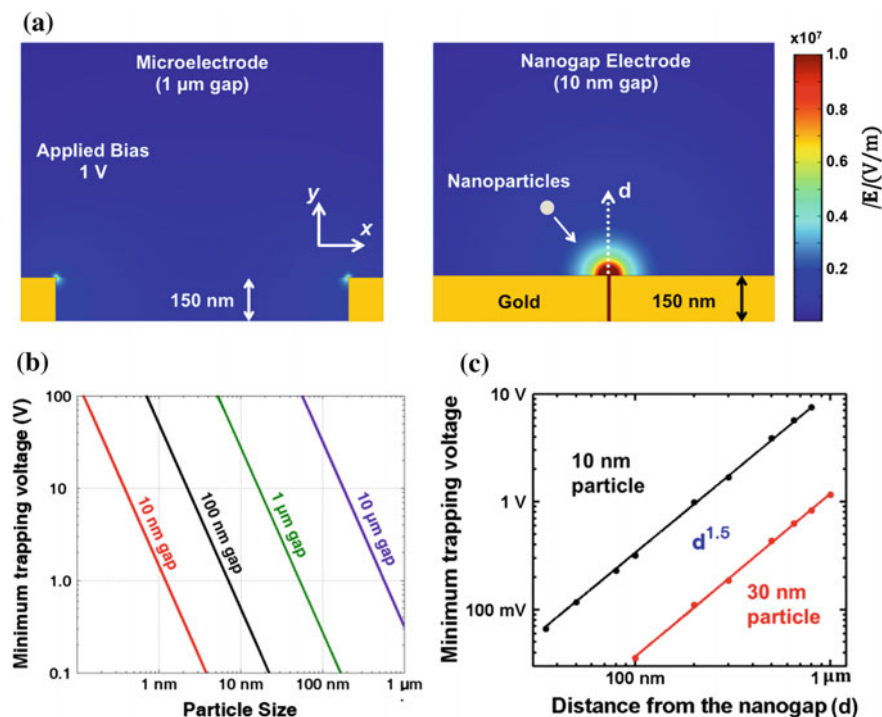 (a)
Microelectrode
(1 μm gap)
Applied Bias
1 V
y
x
150 nm
Nanogap Electrode
(10 nm gap)
Nanoparticles
d
Gold
150 nm
x10⁷
1.0
0.8
0.6
0.4
0.2
/E/(V/m)
(b)
Minimum trapping voltage (V)
100
10
1.0
0.1
10 nm gap
100 nm gap
1 μm gap
10 μm gap
1 nm
10 nm
100 nm
1 μm
Particle Size
(c)
Minimum trapping voltage
10 V
1 V
100 mV
10 nm
particle
d^1.5
30 nm
particle
100 nm
1 μm
Distance from the nanogap (d)